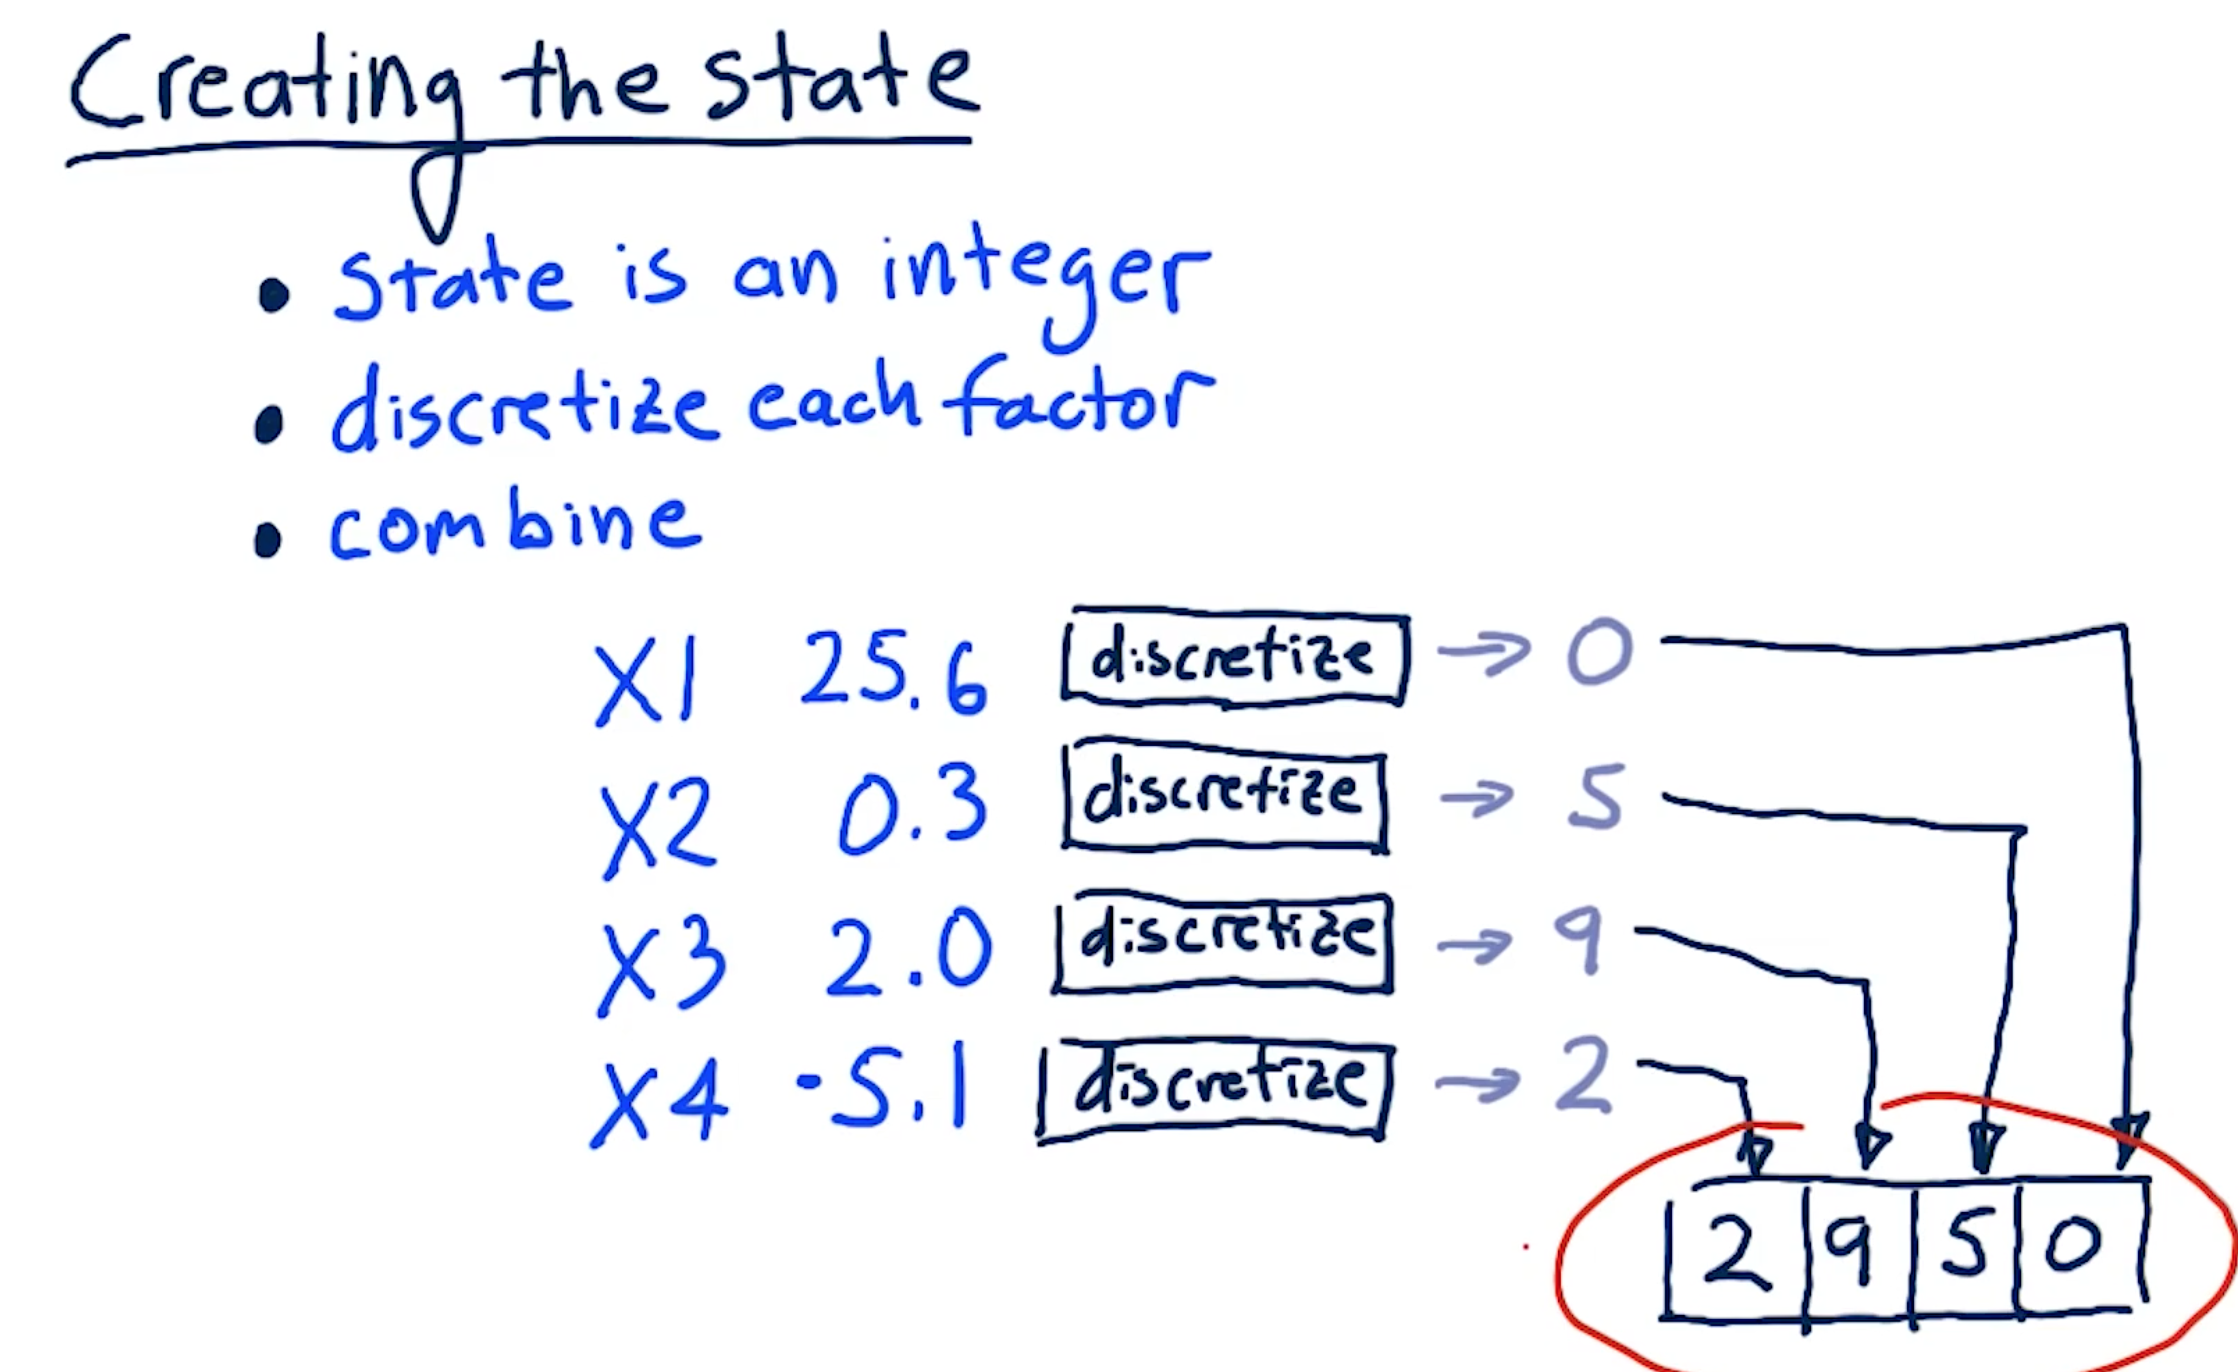 Creating the state
• state is an integer
• discretize each factor
• combine
X1 25.6 discretize → 0
X2 0.3 discretize → 5
X3 2.0 discretize → 9
X4 -5.1 discretize → 2
2 9 5 0